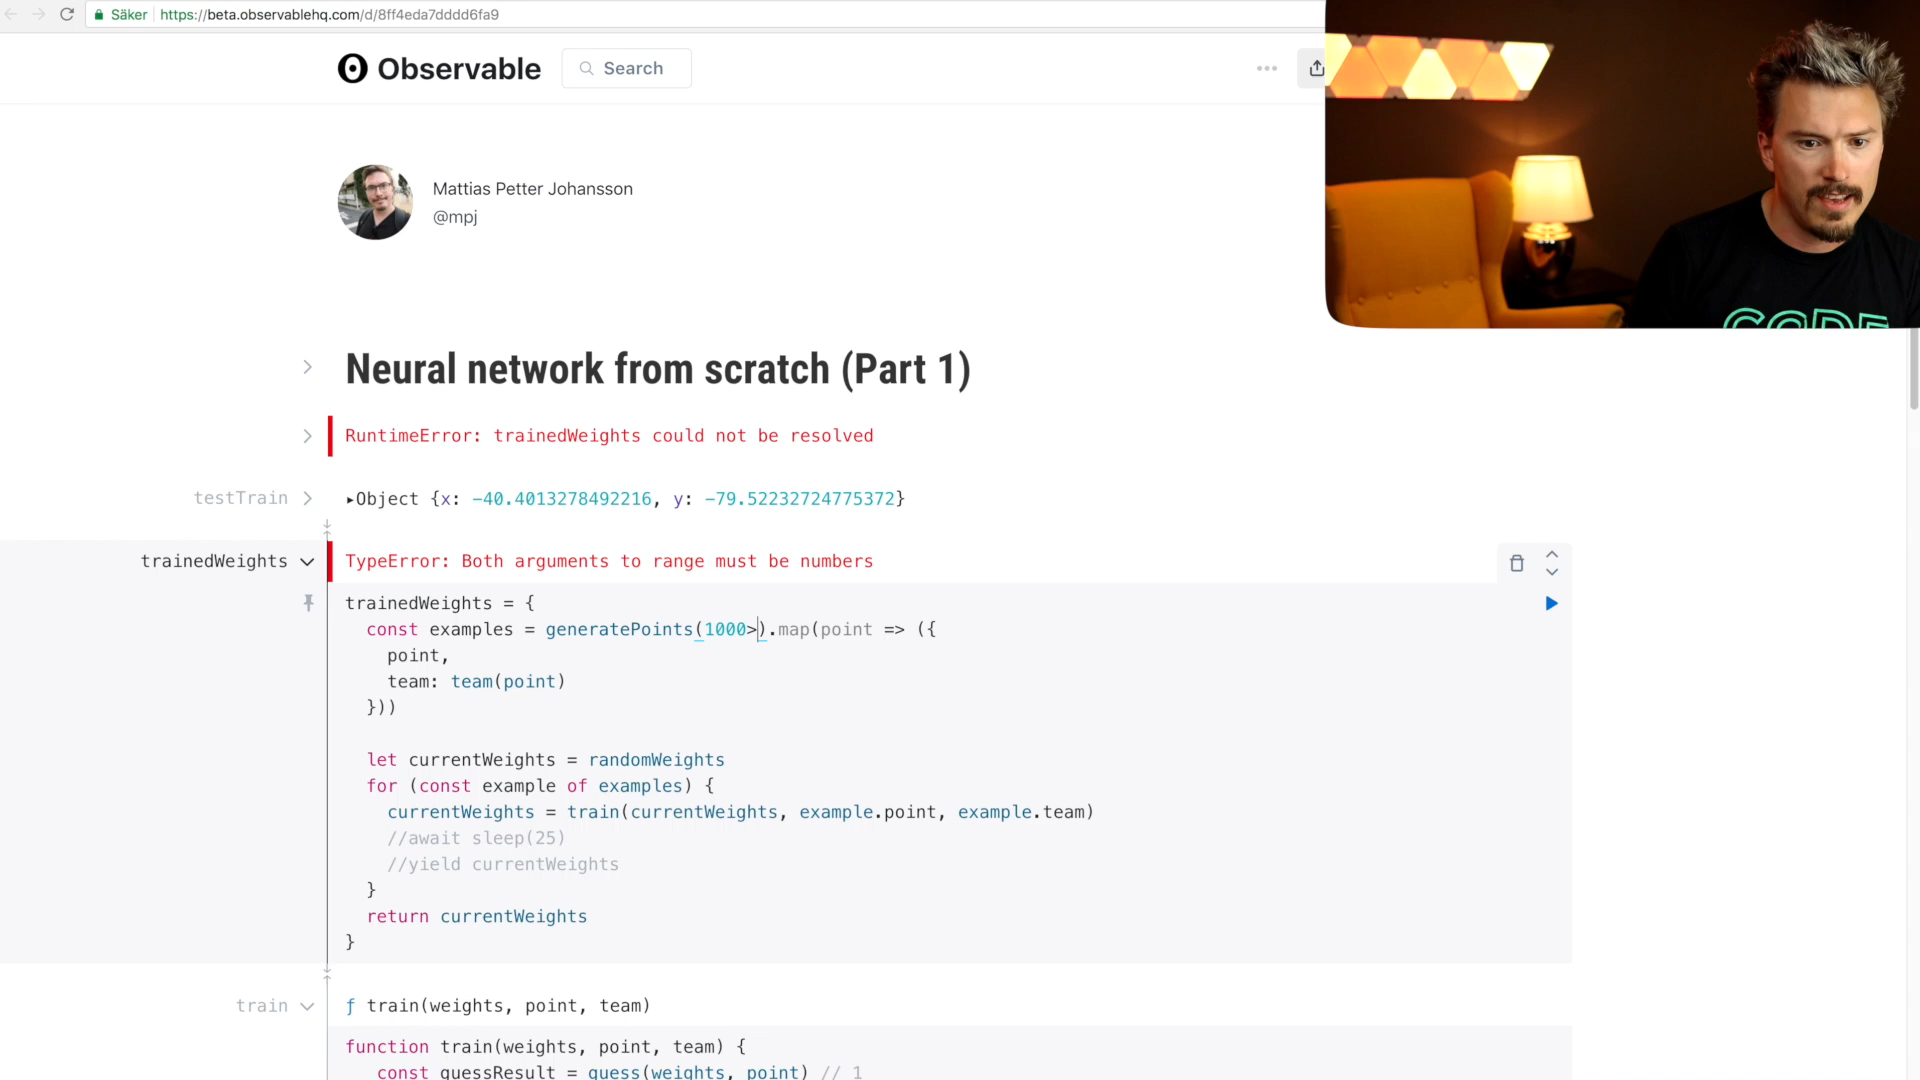 Säker https://beta.observablehq.com/d/8ff4eda7dddd6fa9
Observable
Search
Mattias Petter Johansson
@mpj
CODE
Neural network from scratch (Part 1)
RuntimeError: trainedWeights could not be resolved
testTrain
▸Object {x: -40.4013278492216, y: -79.52232724775372}
trainedWeights
TypeError: Both arguments to range must be numbers
trainedWeights = {
const examples = generatePoints(1000>).map(point => ({
point,
team: team(point)
}))
let currentWeights = randomWeights
for (const example of examples) {
currentWeights = train(currentWeights, example.point, example.team)
//await sleep(25)
//yield currentWeights
}
return currentWeights
}
train
ƒ train(weights, point, team)
function train(weights, point, team) {
const guessResult = guess(weights, point) // 1